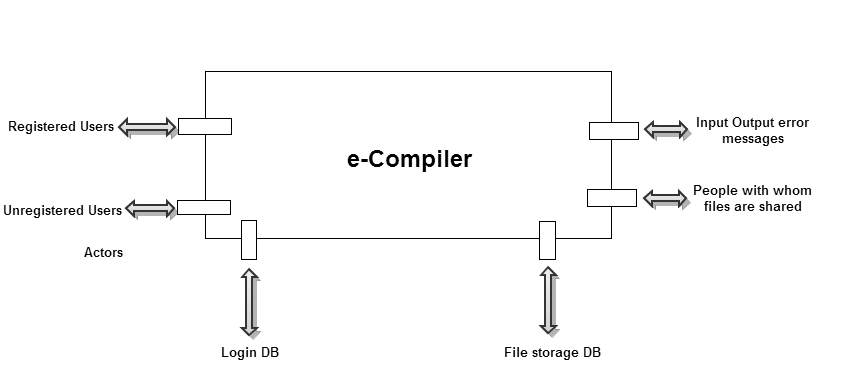 Registered Users
Input Output error
messages
e-Compiler
People with whom
files are shared
Unregistered Users
Actors
Login DB
File storage DB